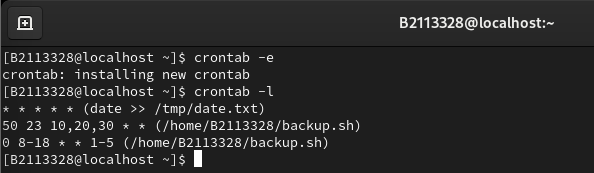 B2113328@localhost:~
[B2113328@localhost ~]$ crontab -e
crontab: installing new crontab
[B2113328@localhost ~]$ crontab -l
* * * * * (date >> /tmp/date.txt)
50 23 10,20,30 * * (/home/B2113328/backup.sh)
0 8-18 * * 1-5 (/home/B2113328/backup.sh)
[B2113328@localhost ~]$